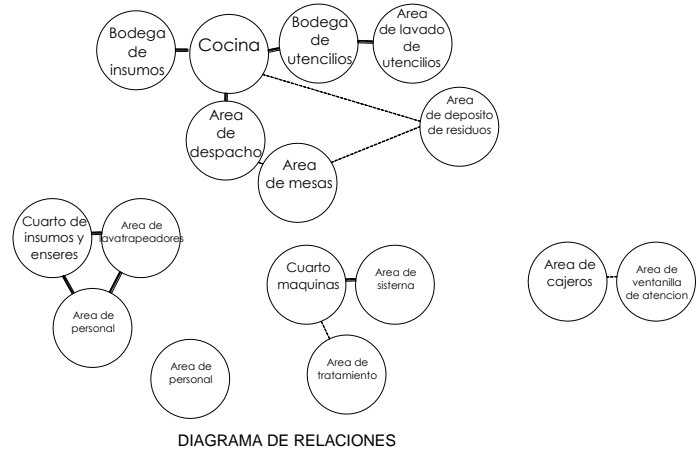 Bodega
de
insumos
Cocina
Bodega
de
utencilios
Area
de lavado
de
utencilios
Area
de
despacho
Area
de mesas
Area
de deposito
de residuos
Cuarto de
insumos y
enseres
Area de
lavatrapeadores
Area de
personal
Area de
personal
Cuarto
maquinas
Area de
sisterna
Area de
tratamiento
Area de
cajeros
Area de
ventanilla
de atencion
DIAGRAMA DE RELACIONES